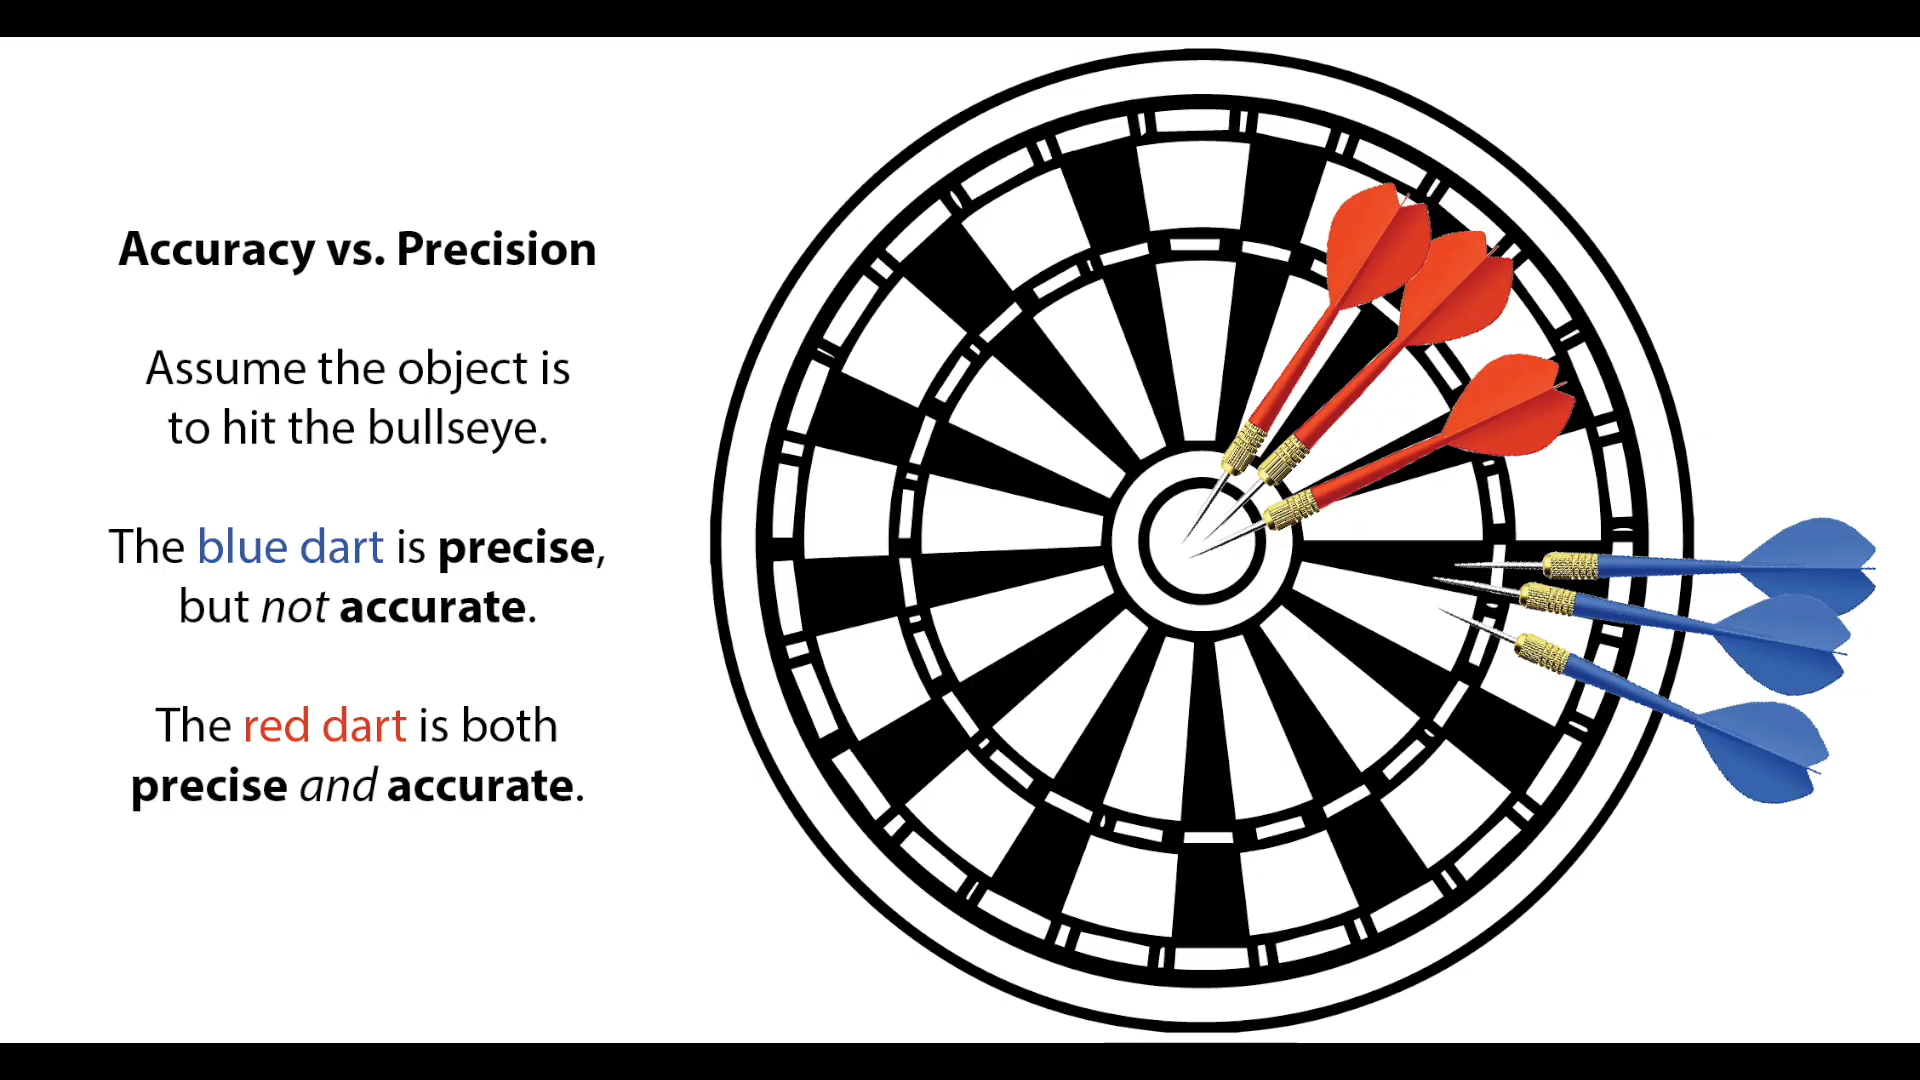 Accuracy vs. Precision
Assume the object is
to hit the bullseye.
The blue dart is precise,
but not accurate.
The red dart is both
precise and accurate.